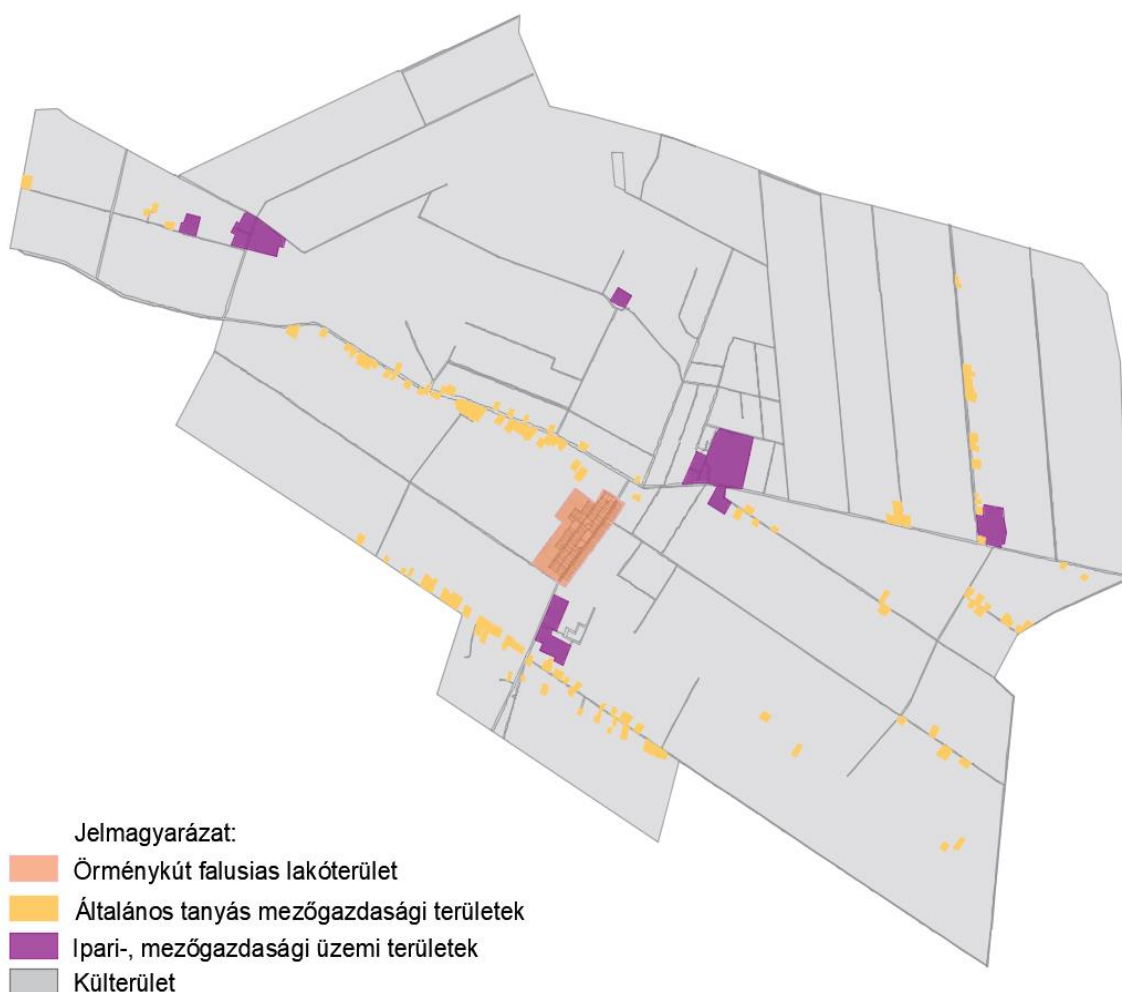 Jelmagyarázat:
Örménykút falusias lakóterület
Általános tanyás mezőgazdasági területek
Ipari-, mezőgazdasági üzemi területek
Külterület